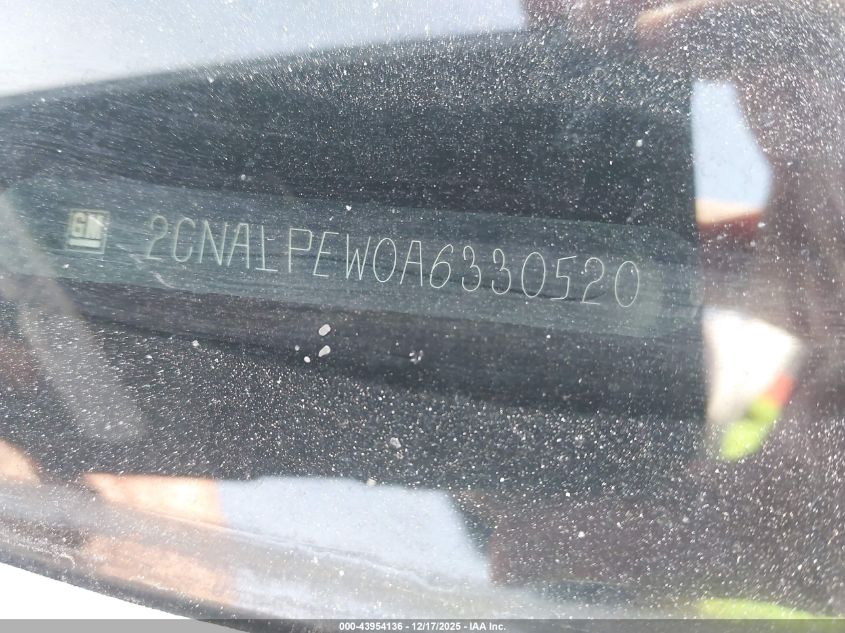 GM 2CNALPEW0A6330520
000-43954136 - 12/17/2025 - IAA Inc.